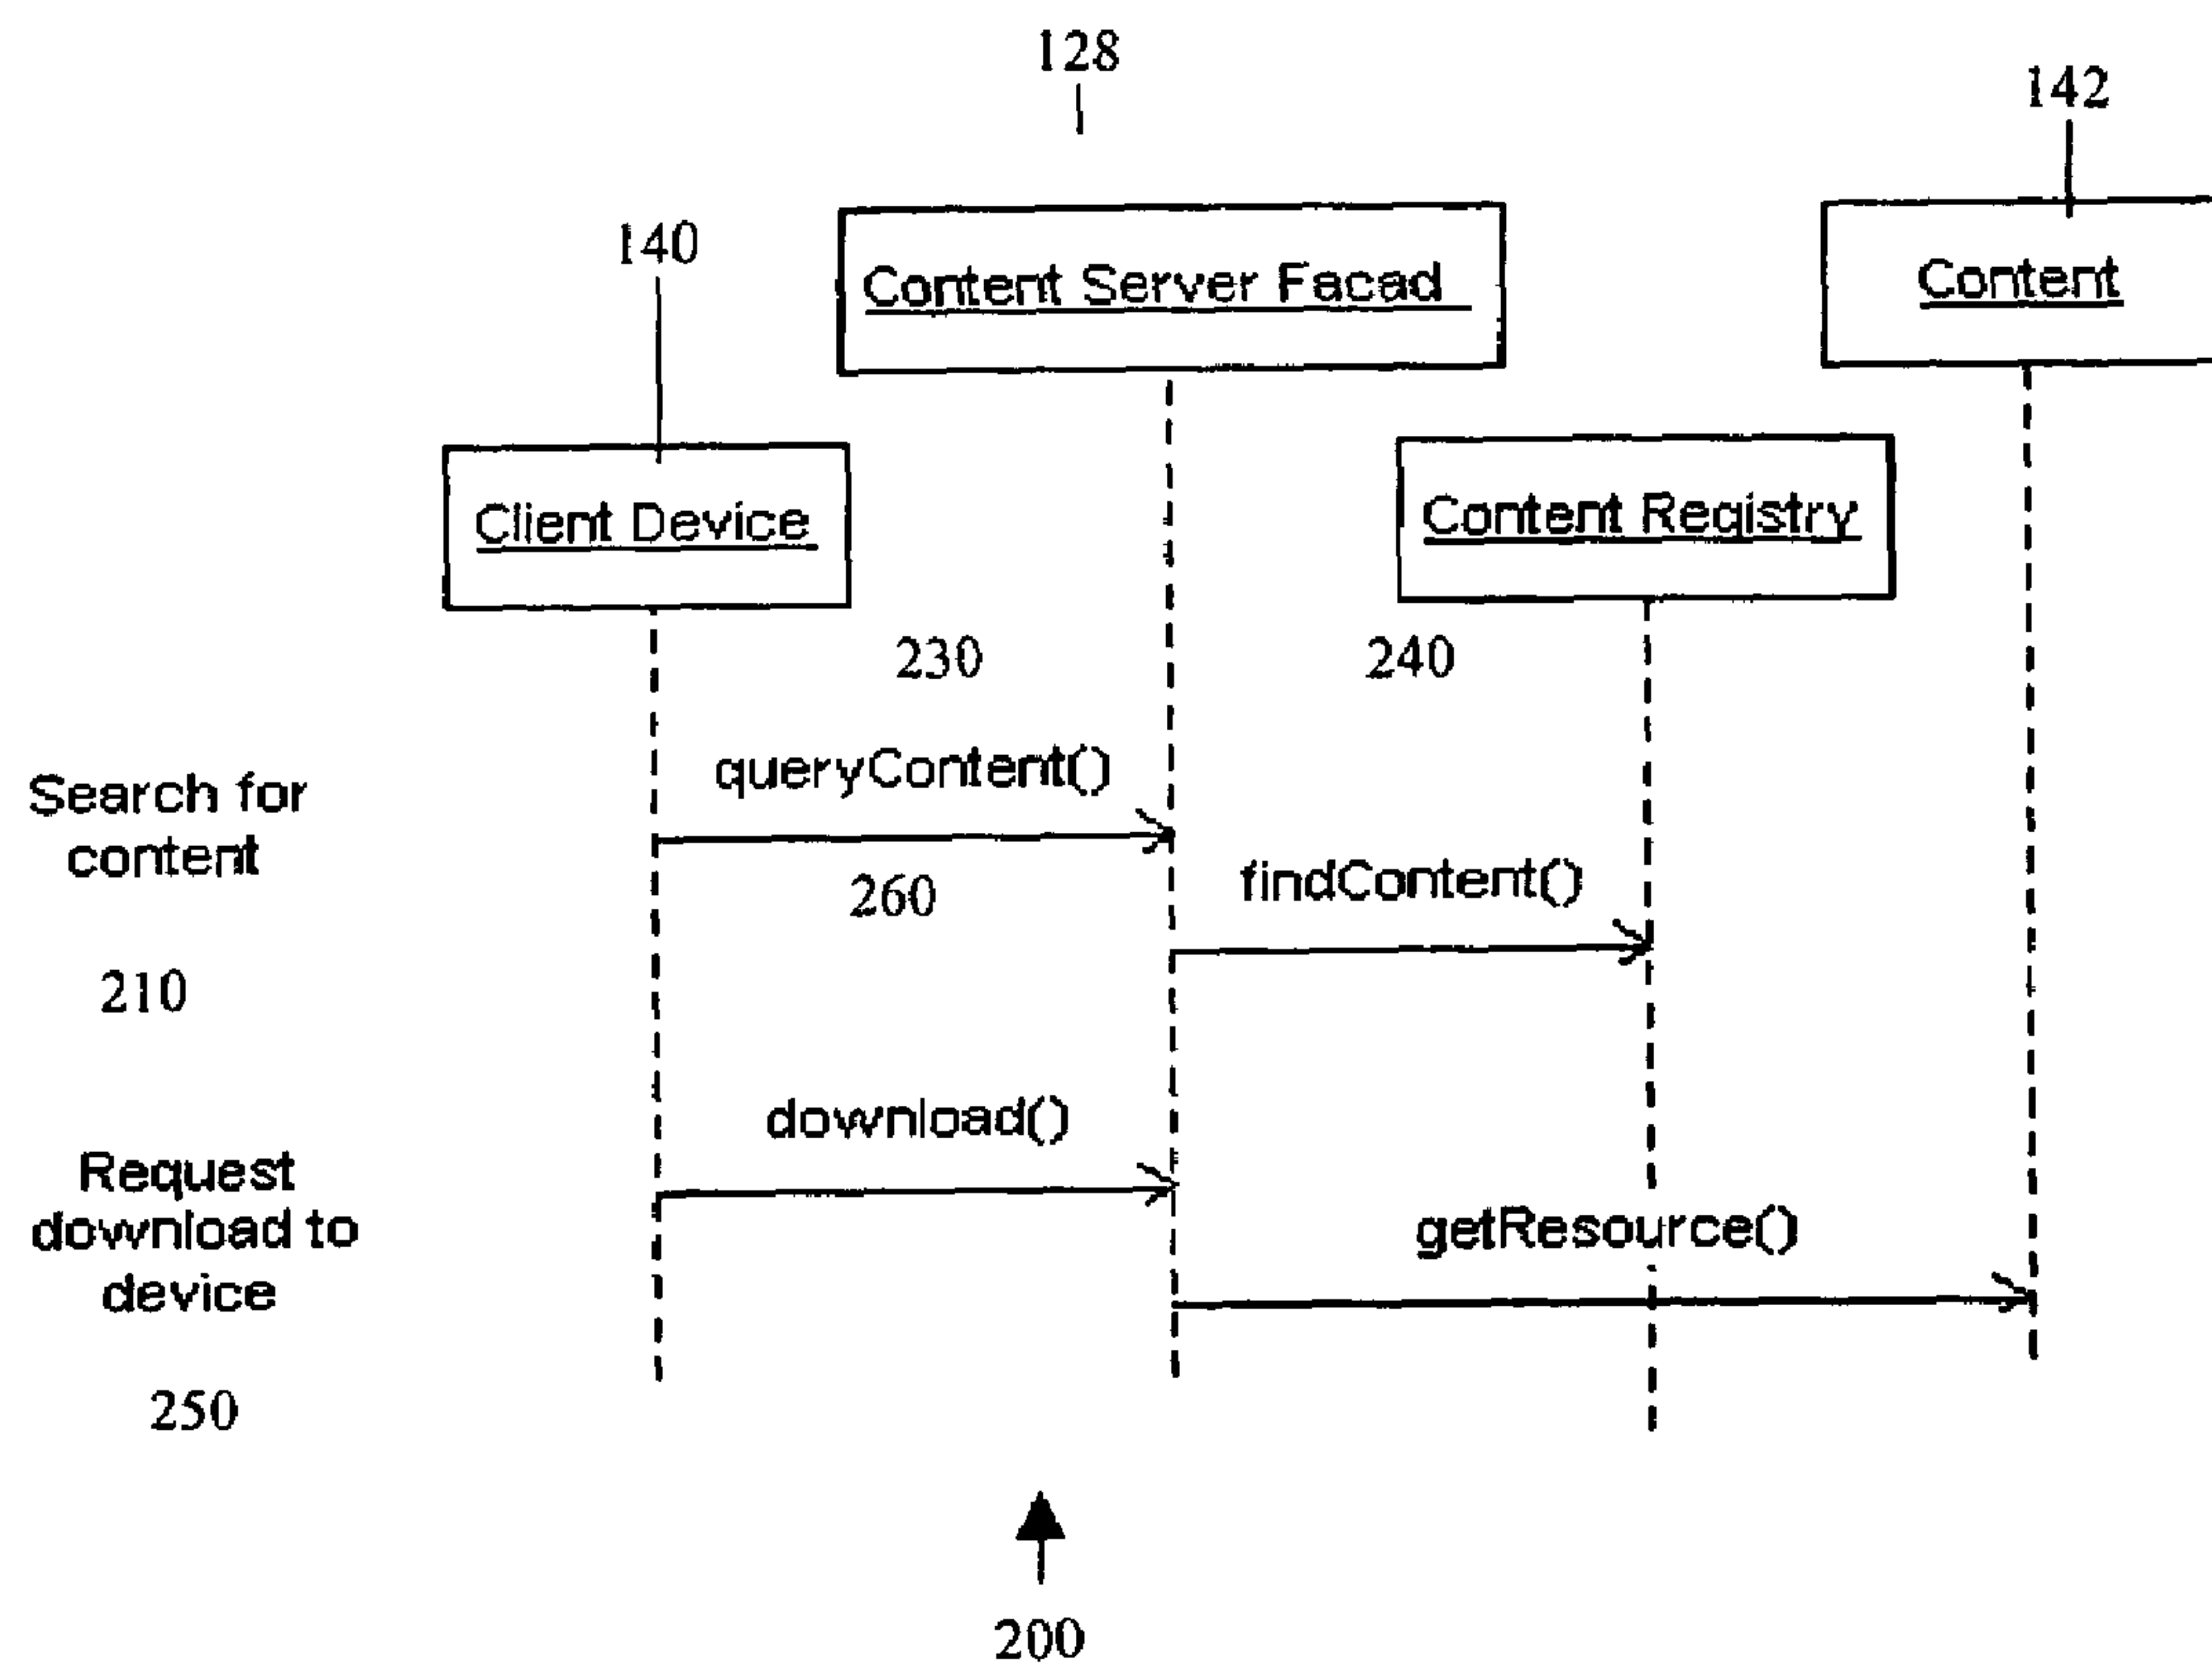 128
142
140
Content Server Facad
Content
Client Device
Content Registry
230
240
queryContent()
Search for
content
260
findContent()
210
download()
Request
download to
device
getResource()
250
200